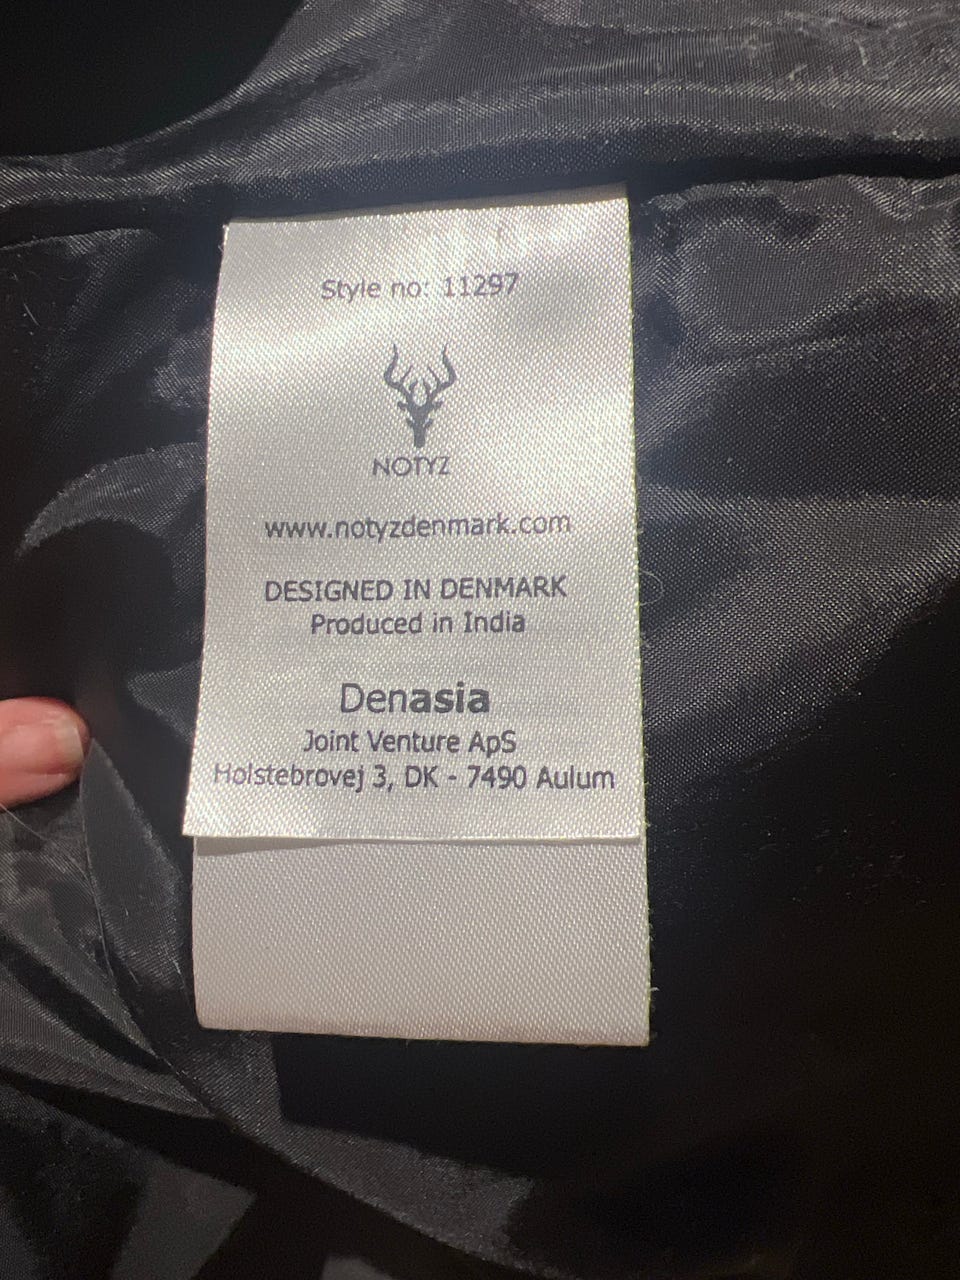 Style no: 11297
NOTYZ
www.notyzdenmark.com
DESIGNED IN DENMARK
Produced in India
Denasia
Joint Venture ApS
Holstebrovej 3, DK - 7490 Aulum